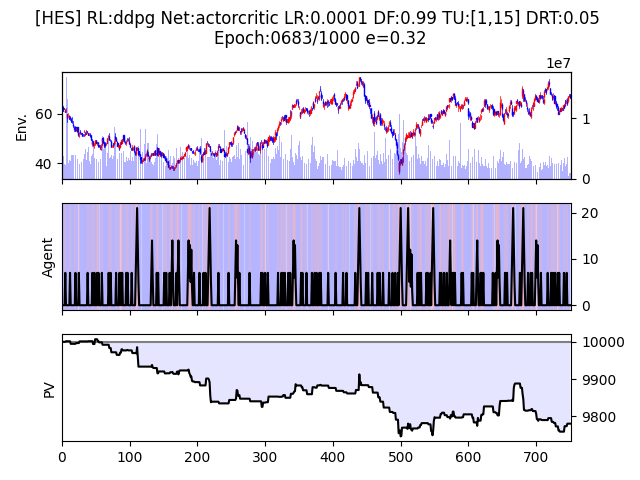 [HES] RL:ddpg Net:actorcritic LR:0.0001 DF:0.99 TU:[1,15] DRT:0.05
Epoch:0683/1000 e=0.32
1e7
Env.
60
40
1
0
Agent
20
10
0
PV
10000
9900
9800
0 100 200 300 400 500 600 700